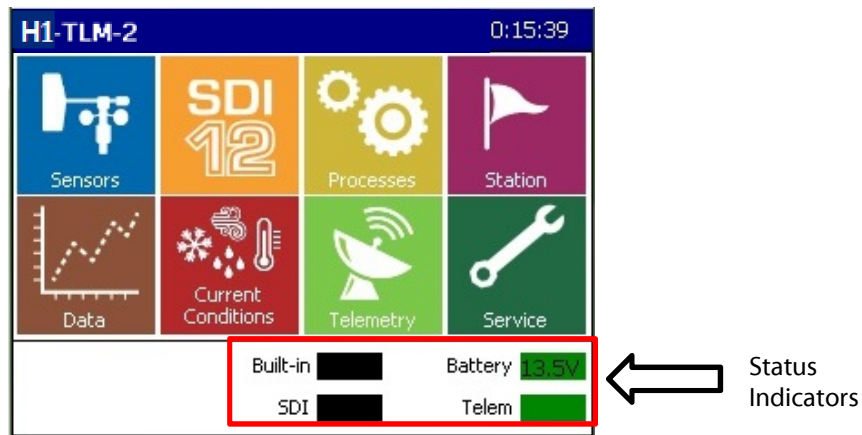 H1-TLM-2 0:15:39
SDI
12
Sensors Processes Station
Current
Conditions
Data Telemetry Service
Built-in Battery 13.5V
SDI Telem
Status
Indicators